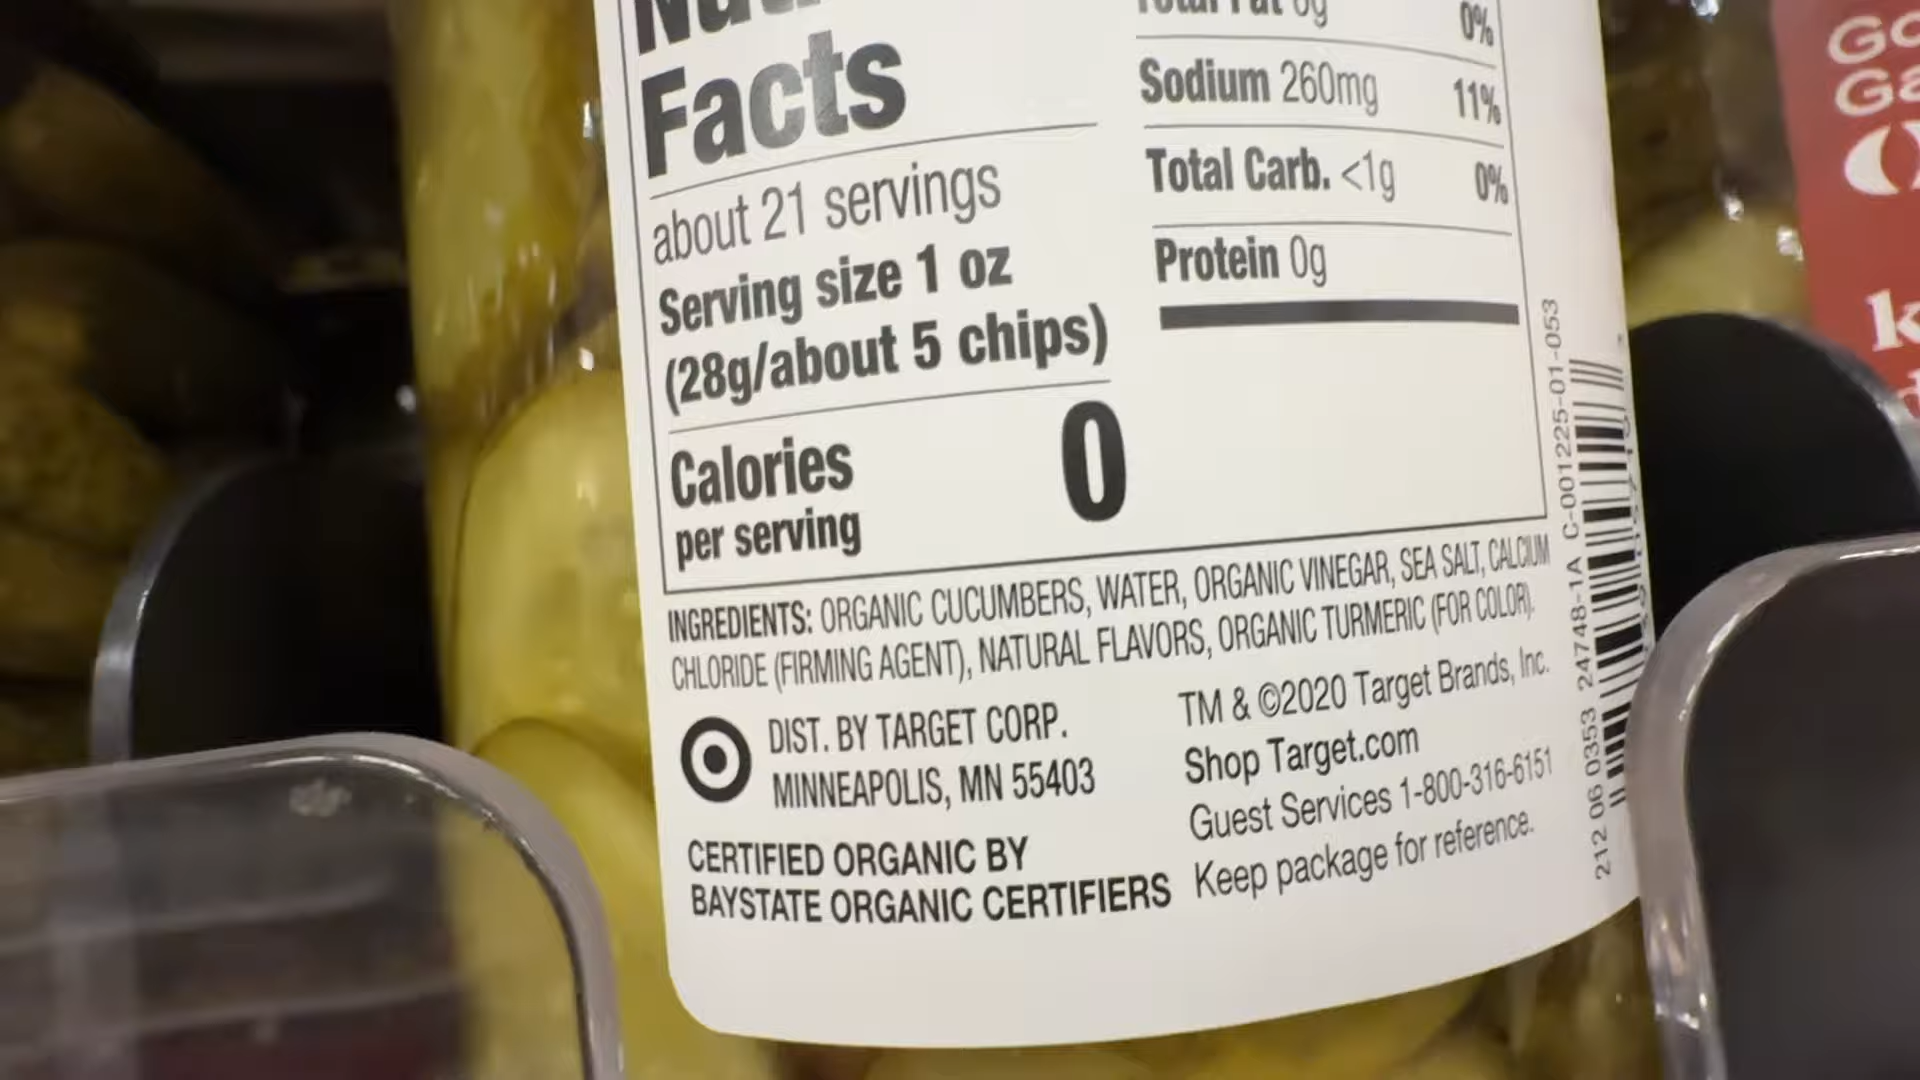 Facts
about 21 servings
Serving size 1 oz
(28g/about 5 chips)
Calories 0
per serving
Total Fat 0g 0%
Sodium 260mg 11%
Total Carb. <1g 0%
Protein 0g
INGREDIENTS: ORGANIC CUCUMBERS, WATER, ORGANIC VINEGAR, SEA SALT, CALCIUM
CHLORIDE (FIRMING AGENT), NATURAL FLAVORS, ORGANIC TURMERIC (FOR COLOR).
DIST. BY TARGET CORP.
MINNEAPOLIS, MN 55403
CERTIFIED ORGANIC BY
BAYSTATE ORGANIC CERTIFIERS
TM & ©2020 Target Brands, Inc.
Shop Target.com
Guest Services 1-800-316-6151
Keep package for reference.
212 06 0353 24748-1A C-001225-01-053